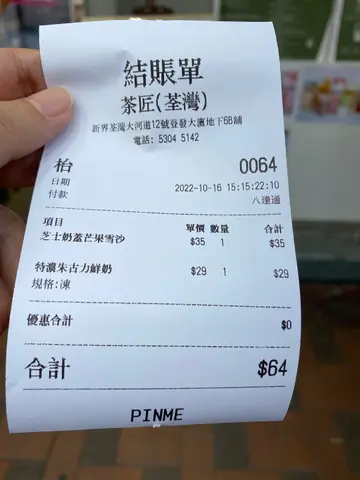 結賬單
茶匠(荃灣)
新界荃灣大河道12號登發大廈地下6B舖
電話: 5304 5142
枱 0064
日期 2022-10-16 15:15:22:10
付款 八達通
項目 單價 數量 合計
芝士奶蓋芒果雪沙 $35 1 $35
特濃朱古力鮮奶 $29 1 $29
規格:凍
優惠合計 $0
合計 $64
PINME